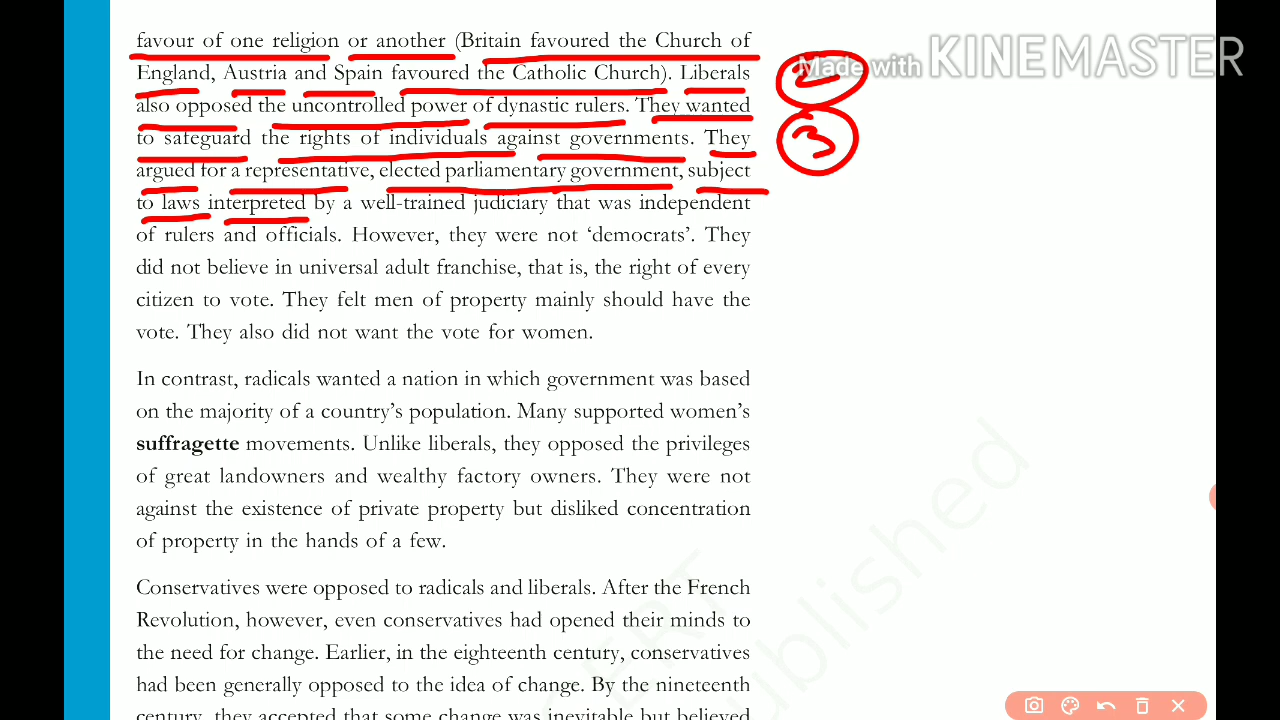 favour of one religion or another (Britain favoured the Church of
England, Austria and Spain favoured the Catholic Church). Liberals
also opposed the uncontrolled power of dynastic rulers. They wanted
to safeguard the rights of individuals against governments. They
argued for a representative, elected parliamentary government, subject
to laws interpreted by a well-trained judiciary that was independent
of rulers and officials. However, they were not ‘democrats’. They
did not believe in universal adult franchise, that is, the right of every
citizen to vote. They felt men of property mainly should have the
vote. They also did not want the vote for women.
In contrast, radicals wanted a nation in which government was based
on the majority of a country’s population. Many supported women’s
suffragette movements. Unlike liberals, they opposed the privileges
of great landowners and wealthy factory owners. They were not
against the existence of private property but disliked concentration
of property in the hands of a few.
Conservatives were opposed to radicals and liberals. After the French
Revolution, however, even conservatives had opened their minds to
the need for change. Earlier, in the eighteenth century, conservatives
had been generally opposed to the idea of change. By the nineteenth
century, they accepted that some change was inevitable but believed
Made with KINEMASTER
3